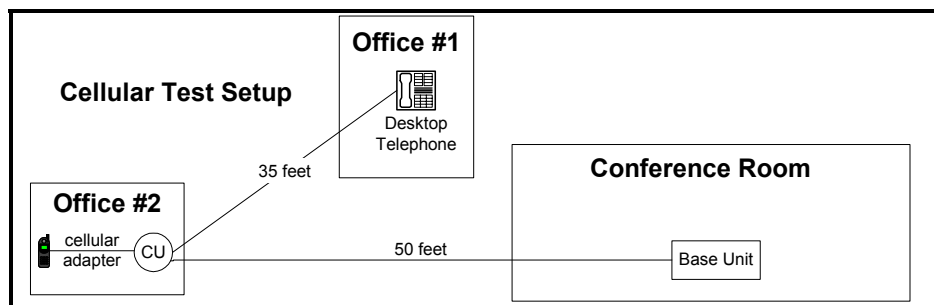 Office #1
Cellular Test Setup
Desktop
Telephone
35 feet
Conference Room
Office #2
cellular
adapter
CU
50 feet
Base Unit